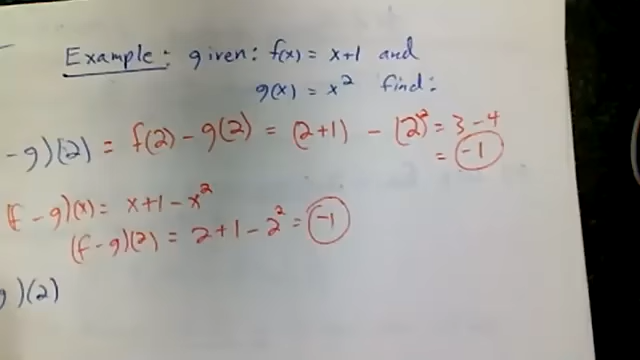 Example: given: f(x) = x+1 and
g(x) = x² find:
-g)(2) = f(2) - g(2) = (2+1) - (2)² = 3-4
= -1
(f-g)(x) = x+1-x²
(f-g)(2) = 2+1-2² = -1
g)(2)